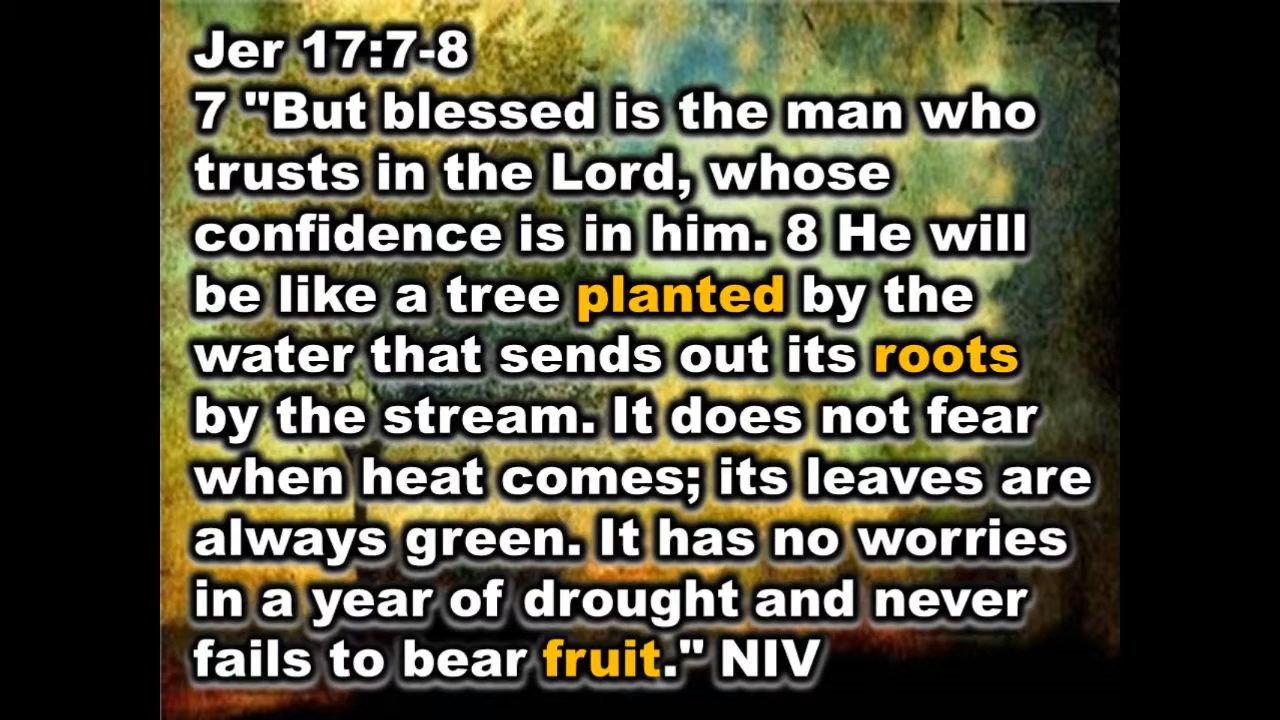 Jer 17:7-8
7 "But blessed is the man who
trusts in the Lord, whose
confidence is in him. 8 He will
be like a tree planted by the
water that sends out its roots
by the stream. It does not fear
when heat comes; its leaves are
always green. It has no worries
in a year of drought and never
fails to bear fruit." NIV